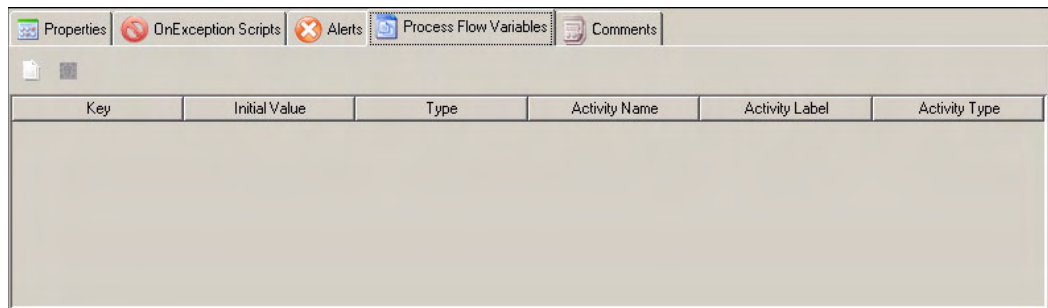 Properties OnException Scripts Alerts Process Flow Variables Comments
Key Initial Value Type Activity Name Activity Label Activity Type